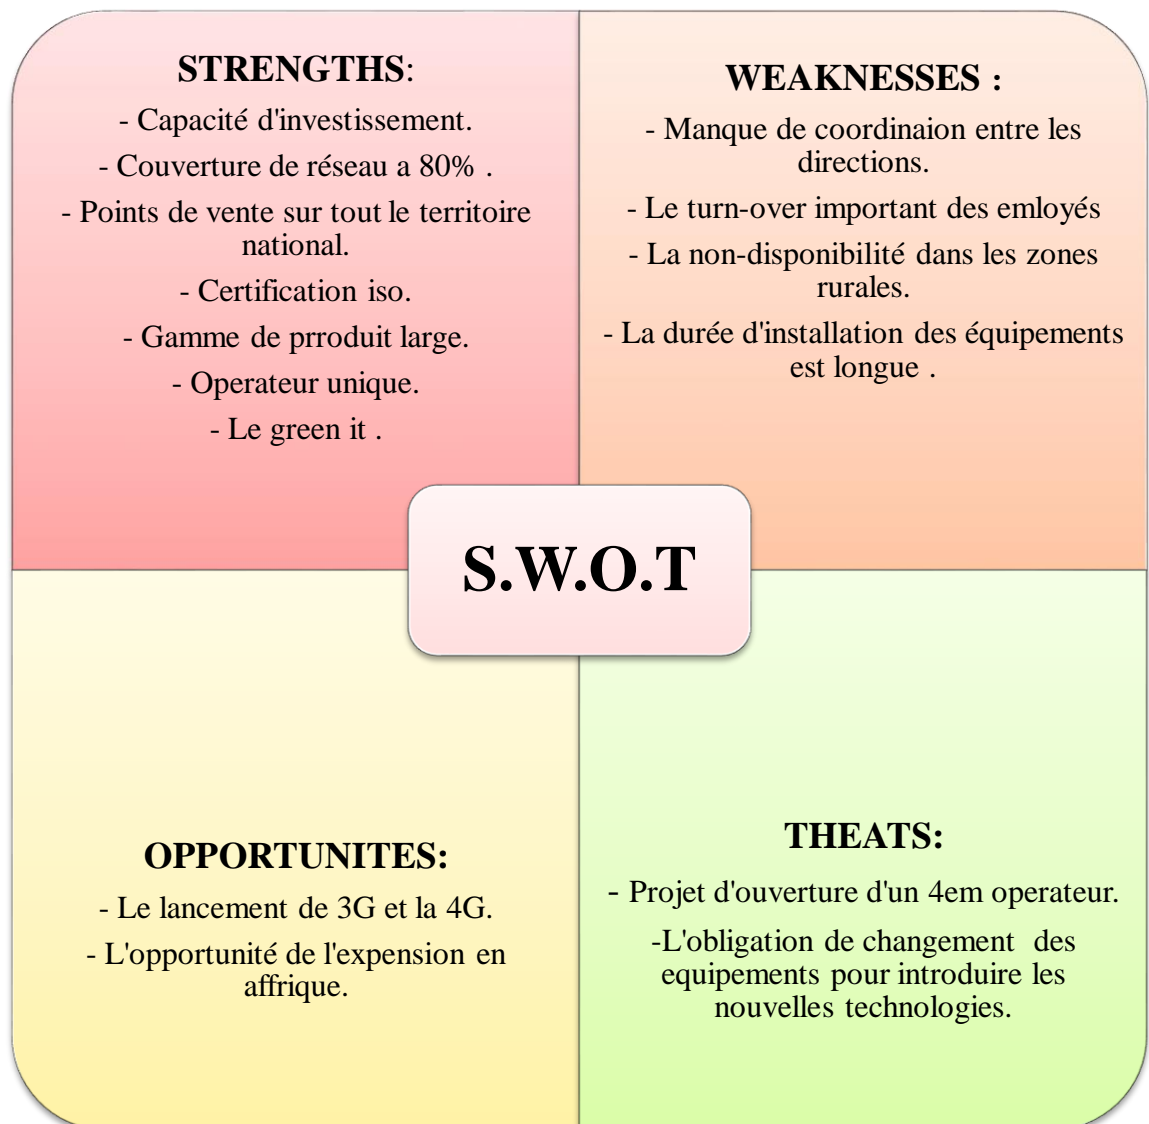 STRENGTHS:
- Capacité d'investissement.
- Couverture de réseau a 80% .
- Points de vente sur tout le territoire
national.
- Certification iso.
- Gamme de prroduit large.
- Operateur unique.
- Le green it .
WEAKNESSES :
- Manque de coordinaion entre les
directions.
- Le turn-over important des emloyés
- La non-disponibilité dans les zones
rurales.
- La durée d'installation des équipements
est longue .
S.W.O.T
OPPORTUNITES:
- Le lancement de 3G et la 4G.
- L'opportunité de l'expension en
affrique.
THEATS:
- Projet d'ouverture d'un 4em operateur.
-L'obligation de changement des
equipements pour introduire les
nouvelles technologies.